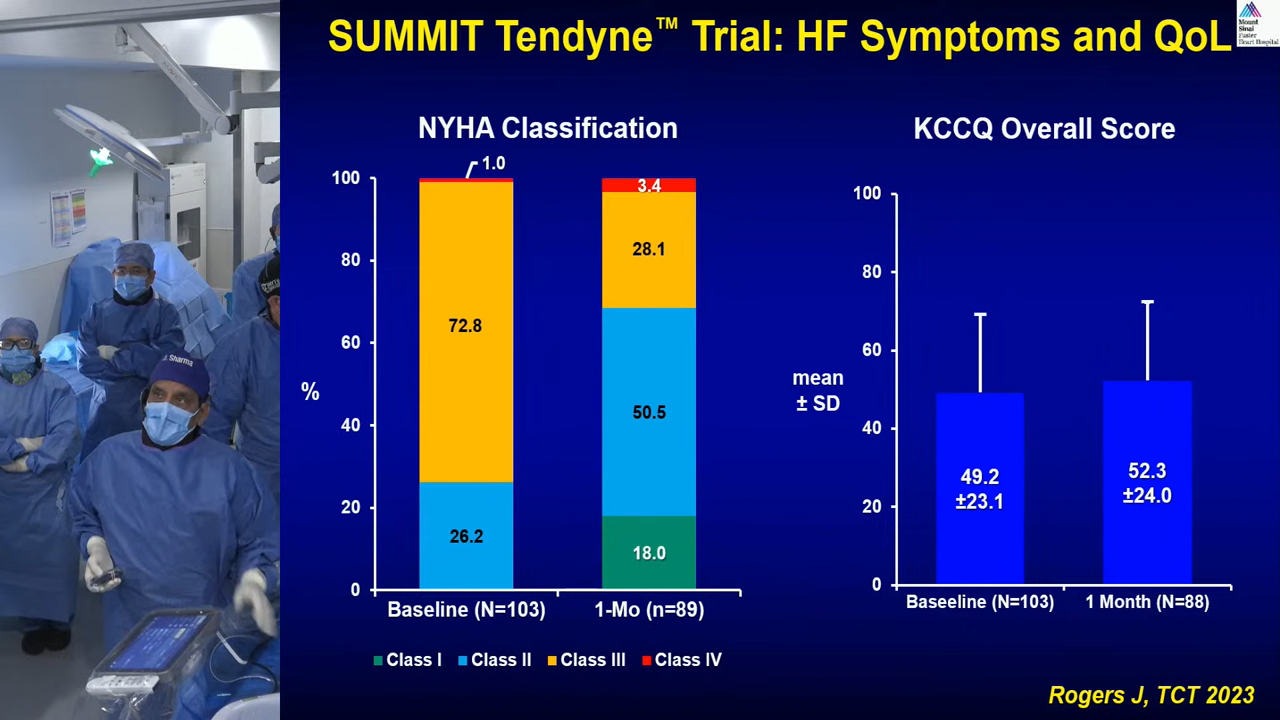 SUMMIT Tendyne™ Trial: HF Symptoms and QoL
Mount
Sinai
Fuster
Heart Hospital
NYHA Classification
1.0
100
80
60
40
20
0
%
72.8
26.2
3.4
28.1
50.5
18.0
Baseline (N=103)
1-Mo (n=89)
Class I
Class II
Class III
Class IV
KCCQ Overall Score
100
80
60
40
20
0
mean
± SD
49.2
±23.1
52.3
±24.0
Baseeline (N=103)
1 Month (N=88)
Rogers J, TCT 2023
Sharma